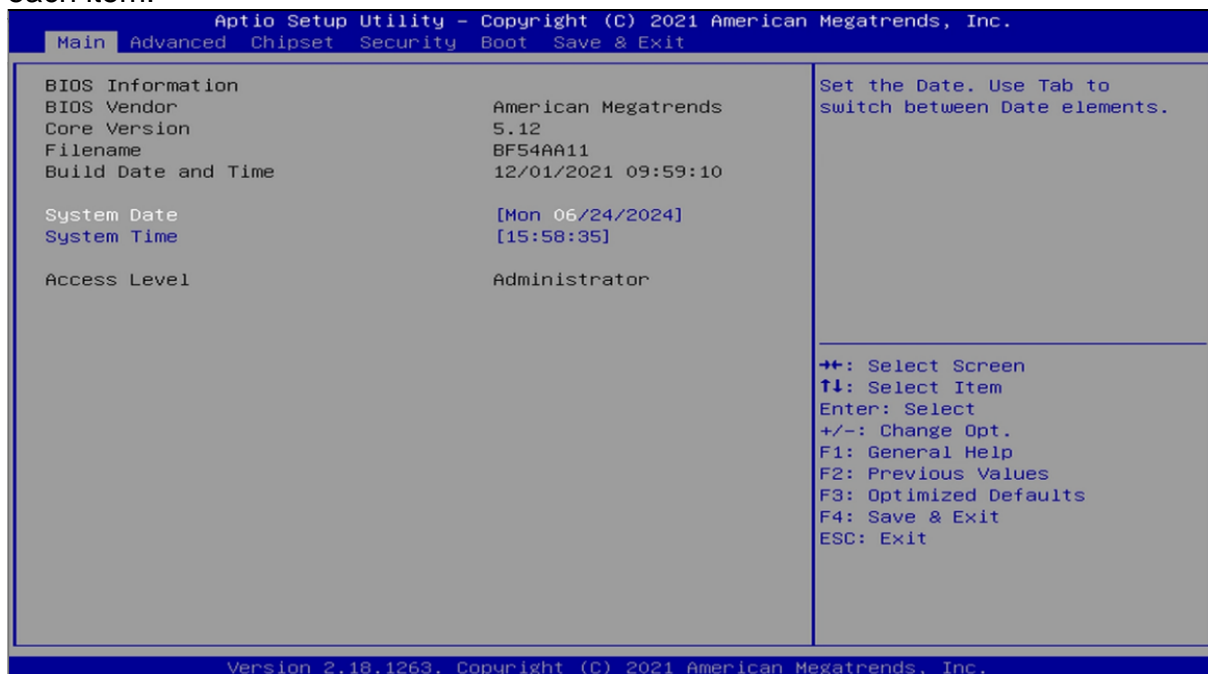 each item.
Aptio Setup Utility – Copyright (C) 2021 American Megatrends, Inc.
Main Advanced Chipset Security Boot Save & Exit
BIOS Information
BIOS Vendor American Megatrends
Core Version 5.12
Filename BF54AA11
Build Date and Time 12/01/2021 09:59:10
System Date [Mon 06/24/2024]
System Time [15:58:35]
Access Level Administrator
Set the Date. Use Tab to
switch between Date elements.
→←: Select Screen
↑↓: Select Item
Enter: Select
+/-: Change Opt.
F1: General Help
F2: Previous Values
F3: Optimized Defaults
F4: Save & Exit
ESC: Exit
Version 2.18.1263. Copyright (C) 2021 American Megatrends, Inc.